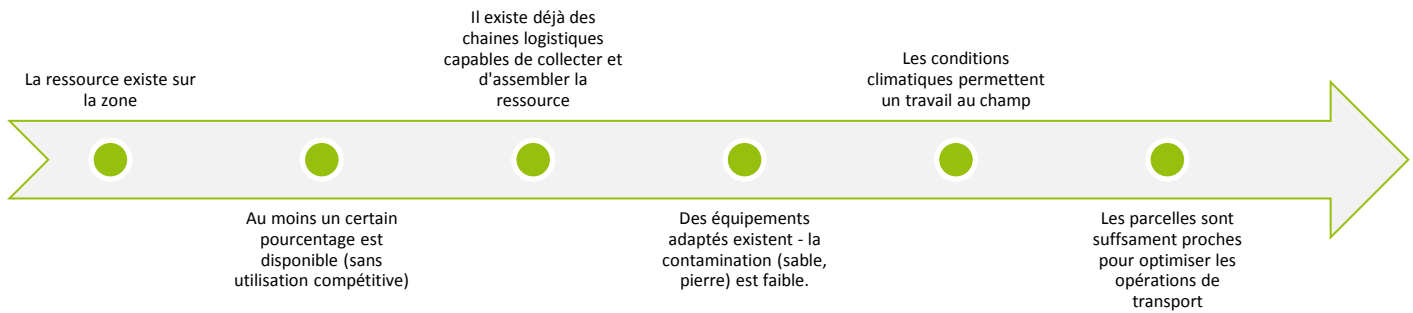 La ressource existe sur
la zone
Au moins un certain
pourcentage est
disponible (sans
utilisation compétitive)
Il existe déjà des
chaines logistiques
capables de collecter et
d'assembler la
ressource
Des équipements
adaptés existent - la
contamination (sable,
pierre) est faible.
Les conditions
climatiques permettent
un travail au champ
Les parcelles sont
suffsament proches
pour optimiser les
opérations de
transport